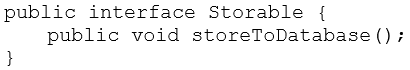 public interface Storable {
    public void storeToDatabase();
}